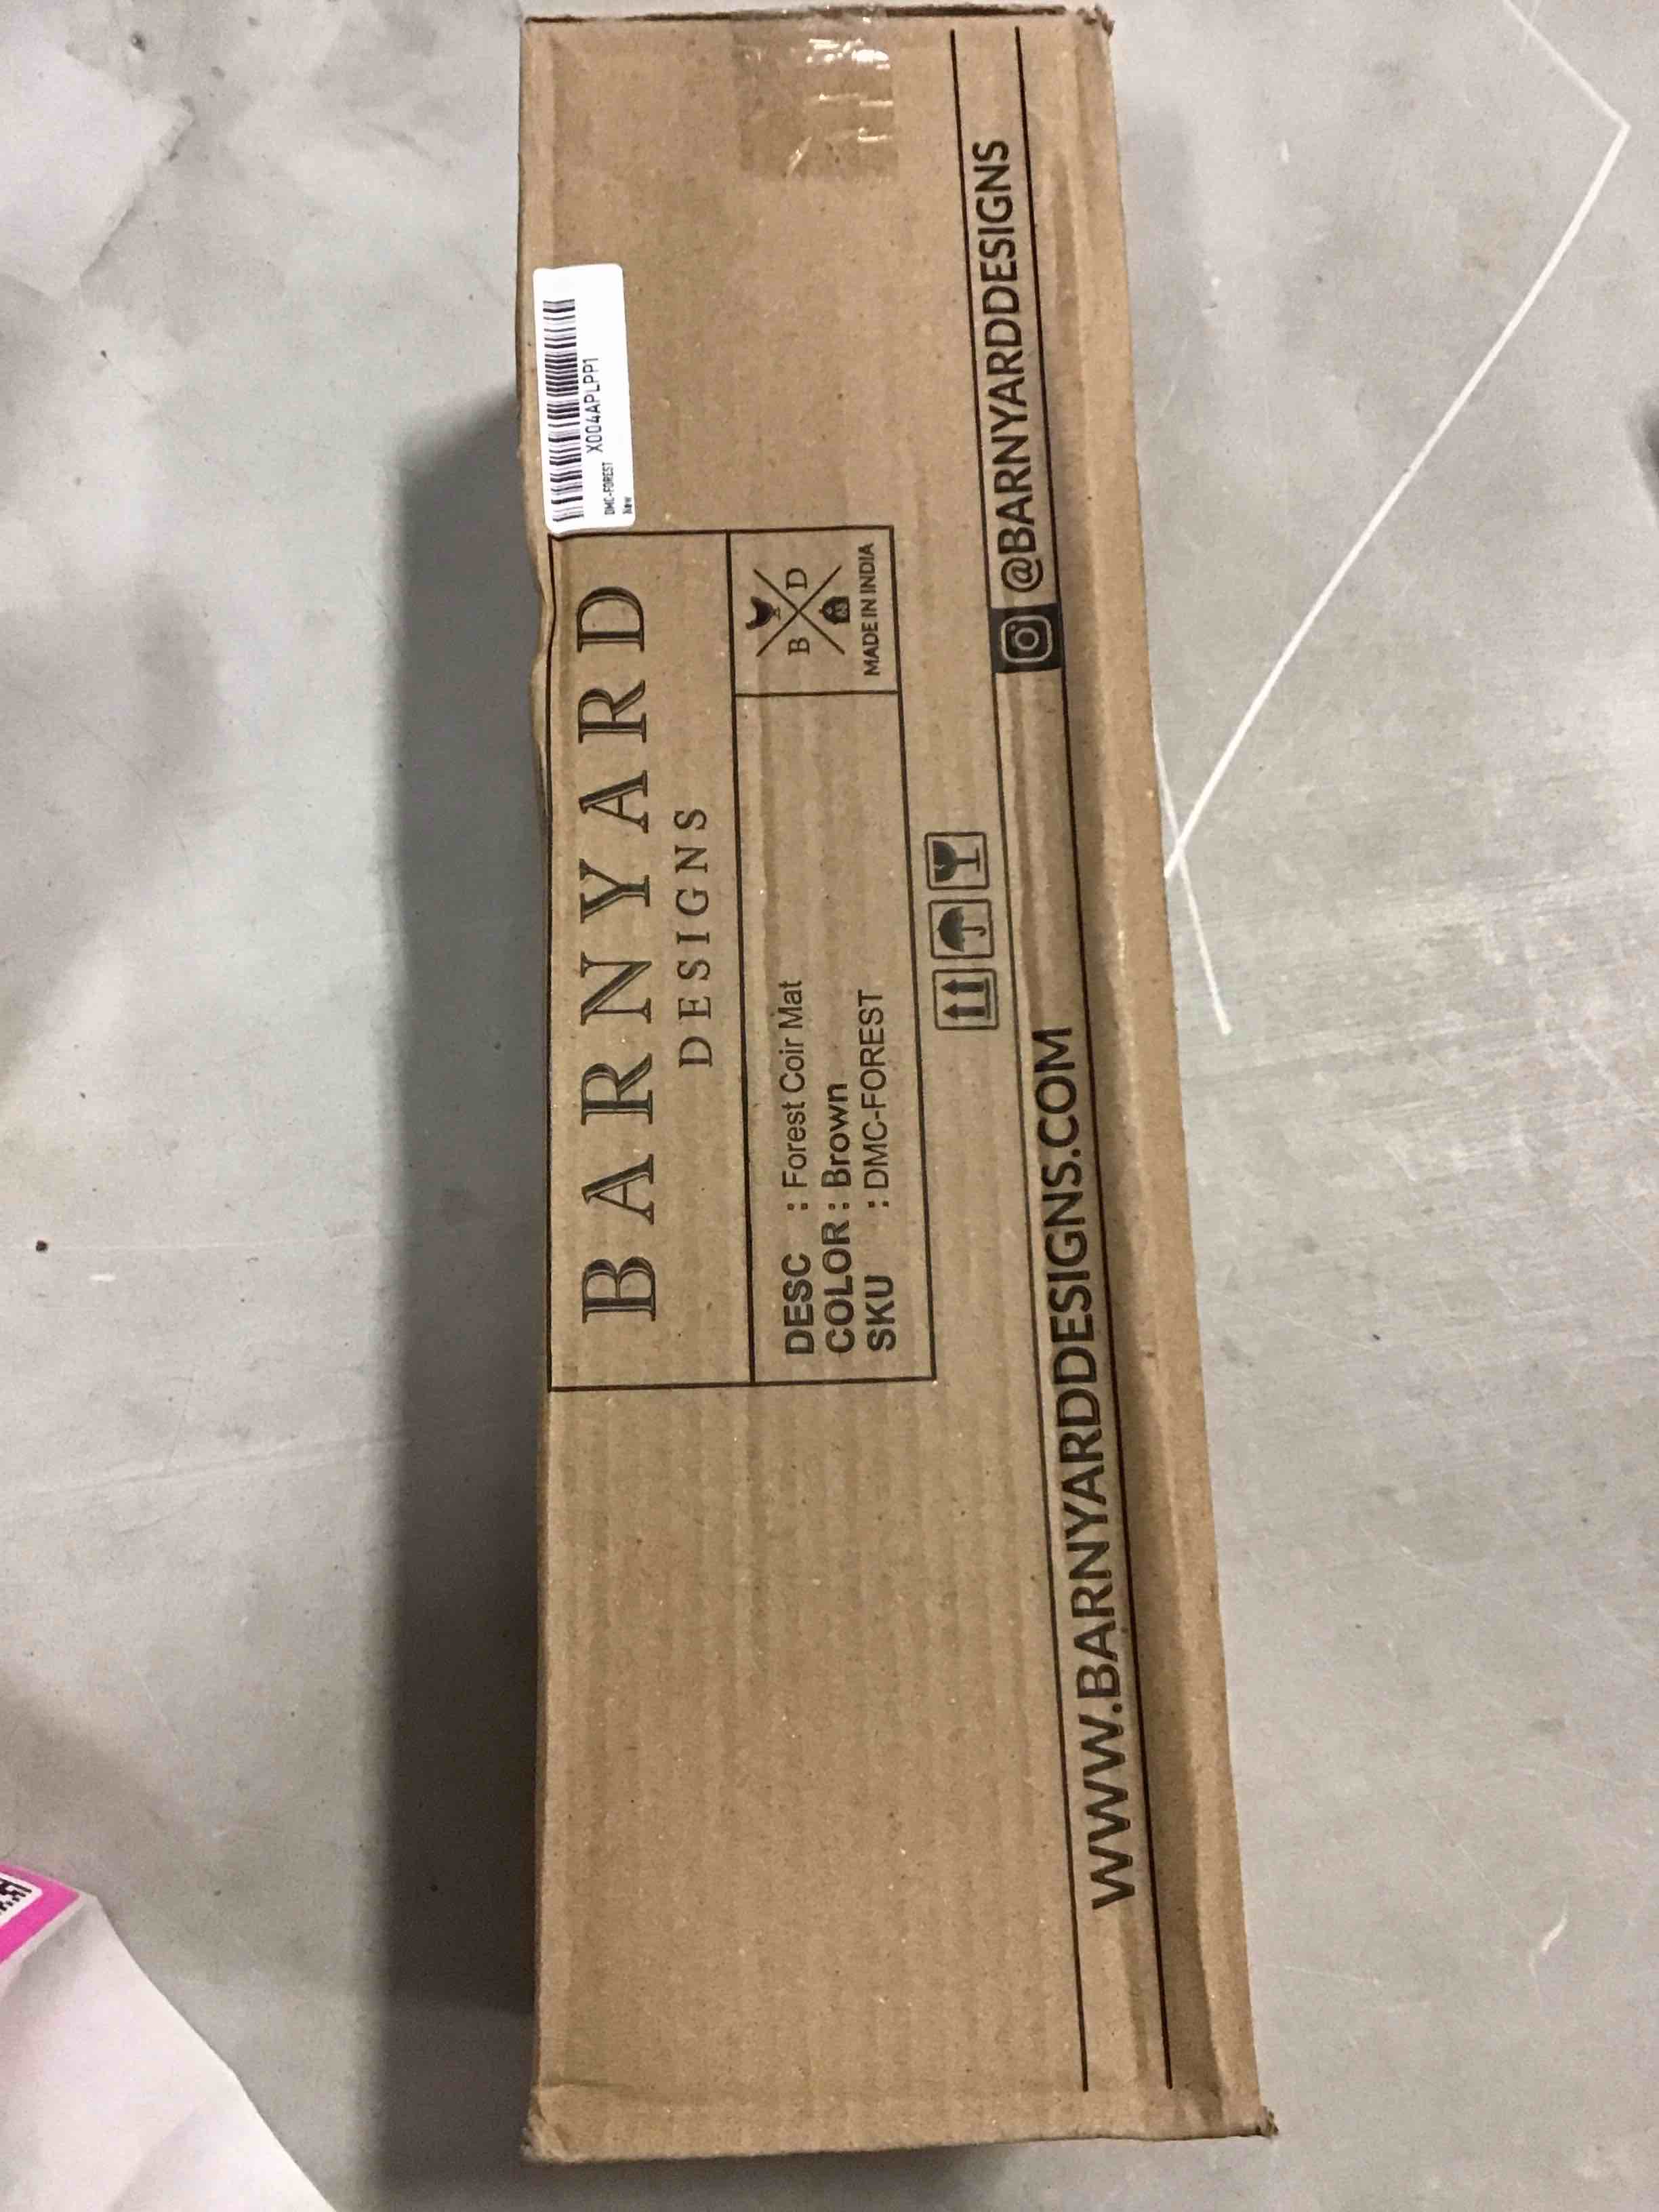 BARNYARD
DESIGNS
DESC : Forest Coir Mat
COLOR : Brown
SKU : DMC-FOREST
B D
MADE IN INDIA
X004APLPP1
DMC-FOREST
New
WWW.BARNYARDDESIGNS.COM
@BARNYARDDESIGNS